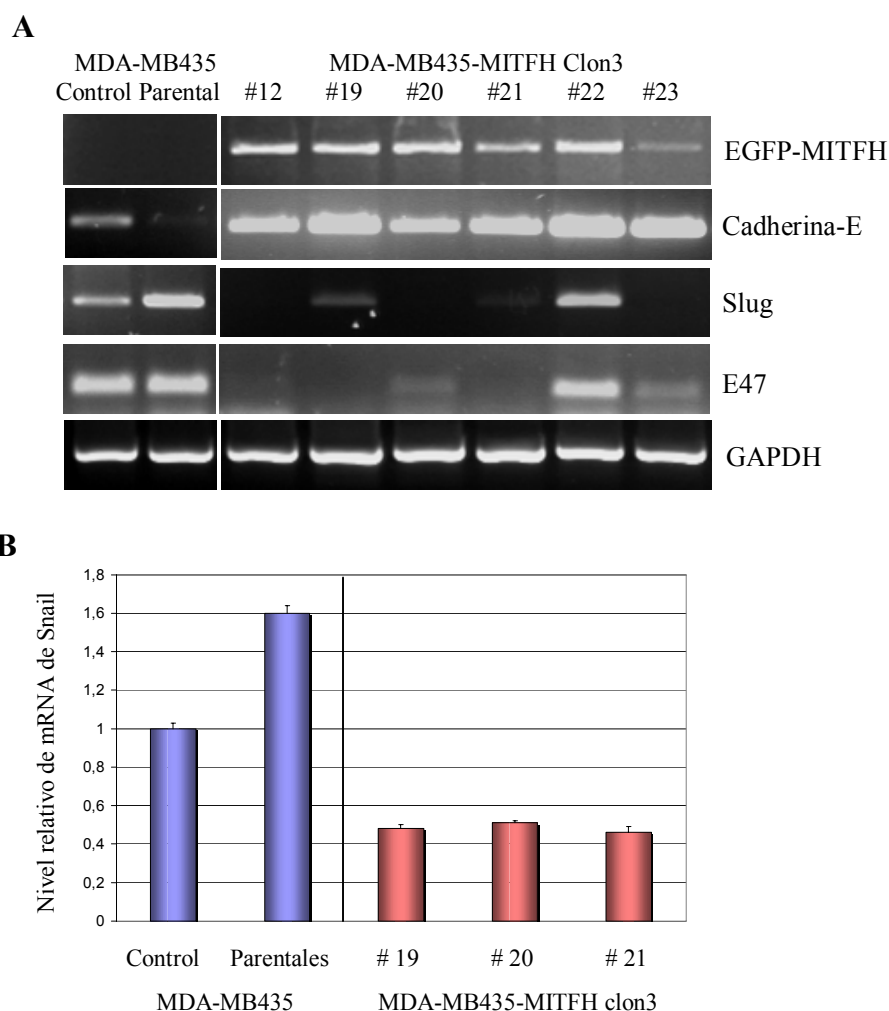 A
MDA-MB435 MDA-MB435-MITFH Clon3
Control Parental #12 #19 #20 #21 #22 #23
EGFP-MITFH
Cadherina-E
Slug
E47
GAPDH
B
Nivel relativo de mRNA de Snail
1,8
1,6
1,4
1,2
1
0,8
0,6
0,4
0,2
0
Control Parentales # 19 # 20 # 21
MDA-MB435 MDA-MB435-MITFH clon3